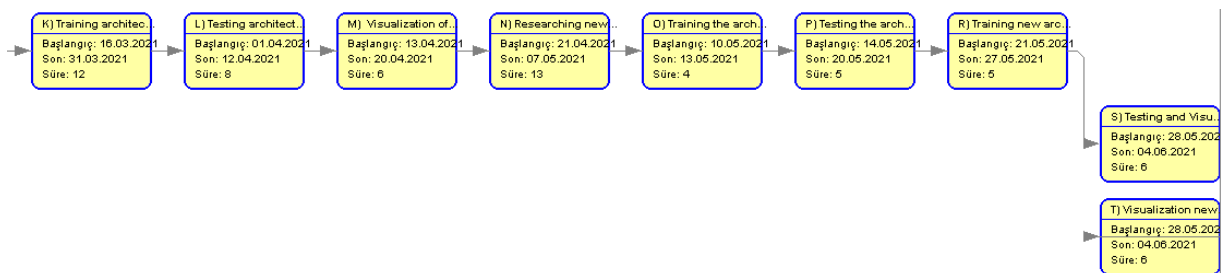 K) Training architec...
Başlangıç: 16.03.2021
Son: 31.03.2021
Süre: 12
L) Testing architect...
Başlangıç: 01.04.2021
Son: 12.04.2021
Süre: 8
M) Visualization of...
Başlangıç: 13.04.2021
Son: 20.04.2021
Süre: 6
N) Researching new...
Başlangıç: 21.04.2021
Son: 07.05.2021
Süre: 13
O) Training the arch...
Başlangıç: 10.05.2021
Son: 13.05.2021
Süre: 4
P) Testing the arch...
Başlangıç: 14.05.2021
Son: 20.05.2021
Süre: 5
R) Training new arc...
Başlangıç: 21.05.2021
Son: 27.05.2021
Süre: 5
S) Testing and Visu...
Başlangıç: 28.05.202
Son: 04.06.2021
Süre: 6
T) Visualization new
Başlangıç: 28.05.202
Son: 04.06.2021
Süre: 6